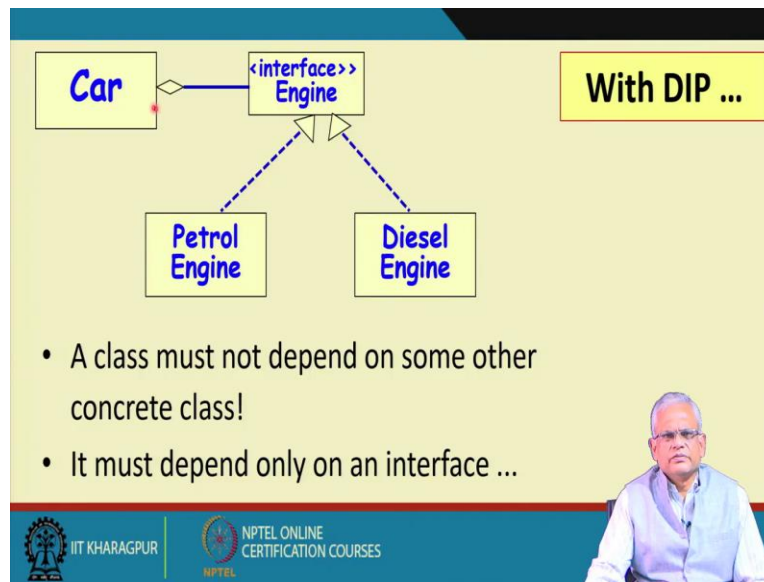 Car
<interface>>
Engine
With DIP ...
Petrol
Engine
Diesel
Engine
• A class must not depend on some other
concrete class!
• It must depend only on an interface ...
IIT KHARAGPUR
NPTEL
NPTEL ONLINE
CERTIFICATION COURSES